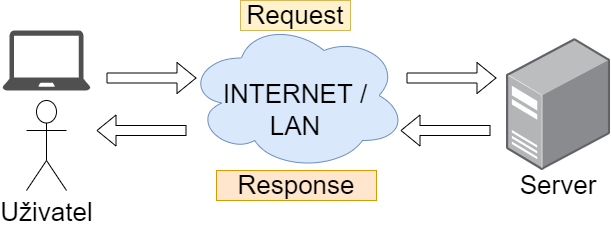 Request
INTERNET /
LAN
Response
Uživatel
Server